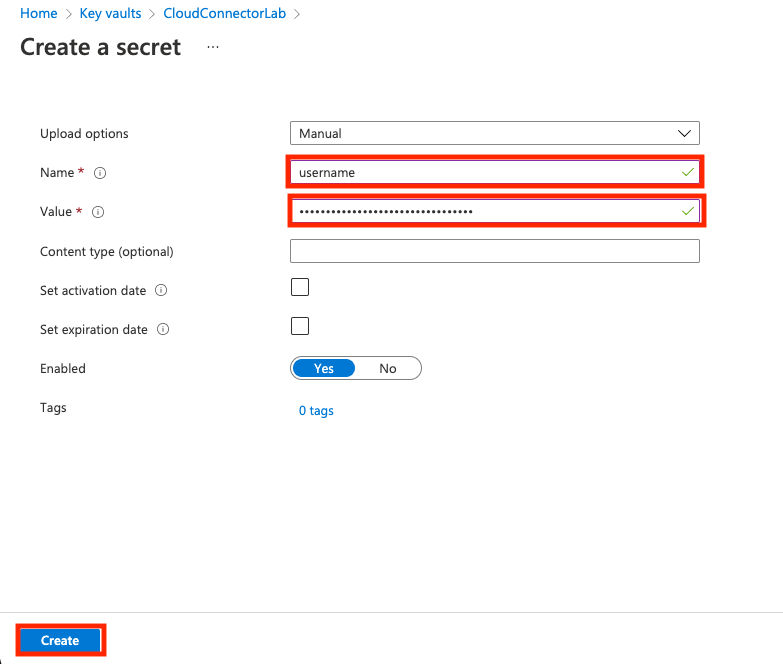 Home > Key vaults > CloudConnectorLab >
Create a secret ...
Upload options Manual
Name * username
Value * •••••••••••••••••••••••••••••••••
Content type (optional)
Set activation date
Set expiration date
Enabled Yes No
Tags 0 tags
Create